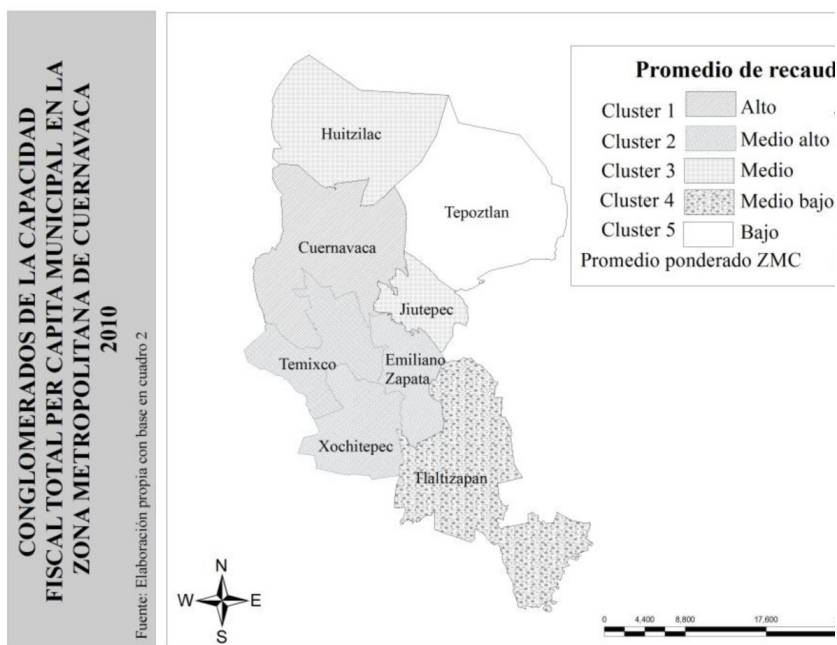 CONGLOMERADOS DE LA CAPACIDAD
FISCAL TOTAL PER CAPITA MUNICIPAL EN LA
ZONA METROPOLITANA DE CUERNAVACA
2010
Fuente: Elaboración propia con base en cuadro 2
Promedio de recaud
Cluster 1 Alto
Cluster 2 Medio alto
Cluster 3 Medio
Cluster 4 Medio bajo
Cluster 5 Bajo
Promedio ponderado ZMC
Huitzilac
Tepoztlan
Cuernavaca
Jiutepec
Temixco
Emiliano
Zapata
Xochitepec
Tlaltizapan
N
W E
S
0 4,400 8,800 17,600